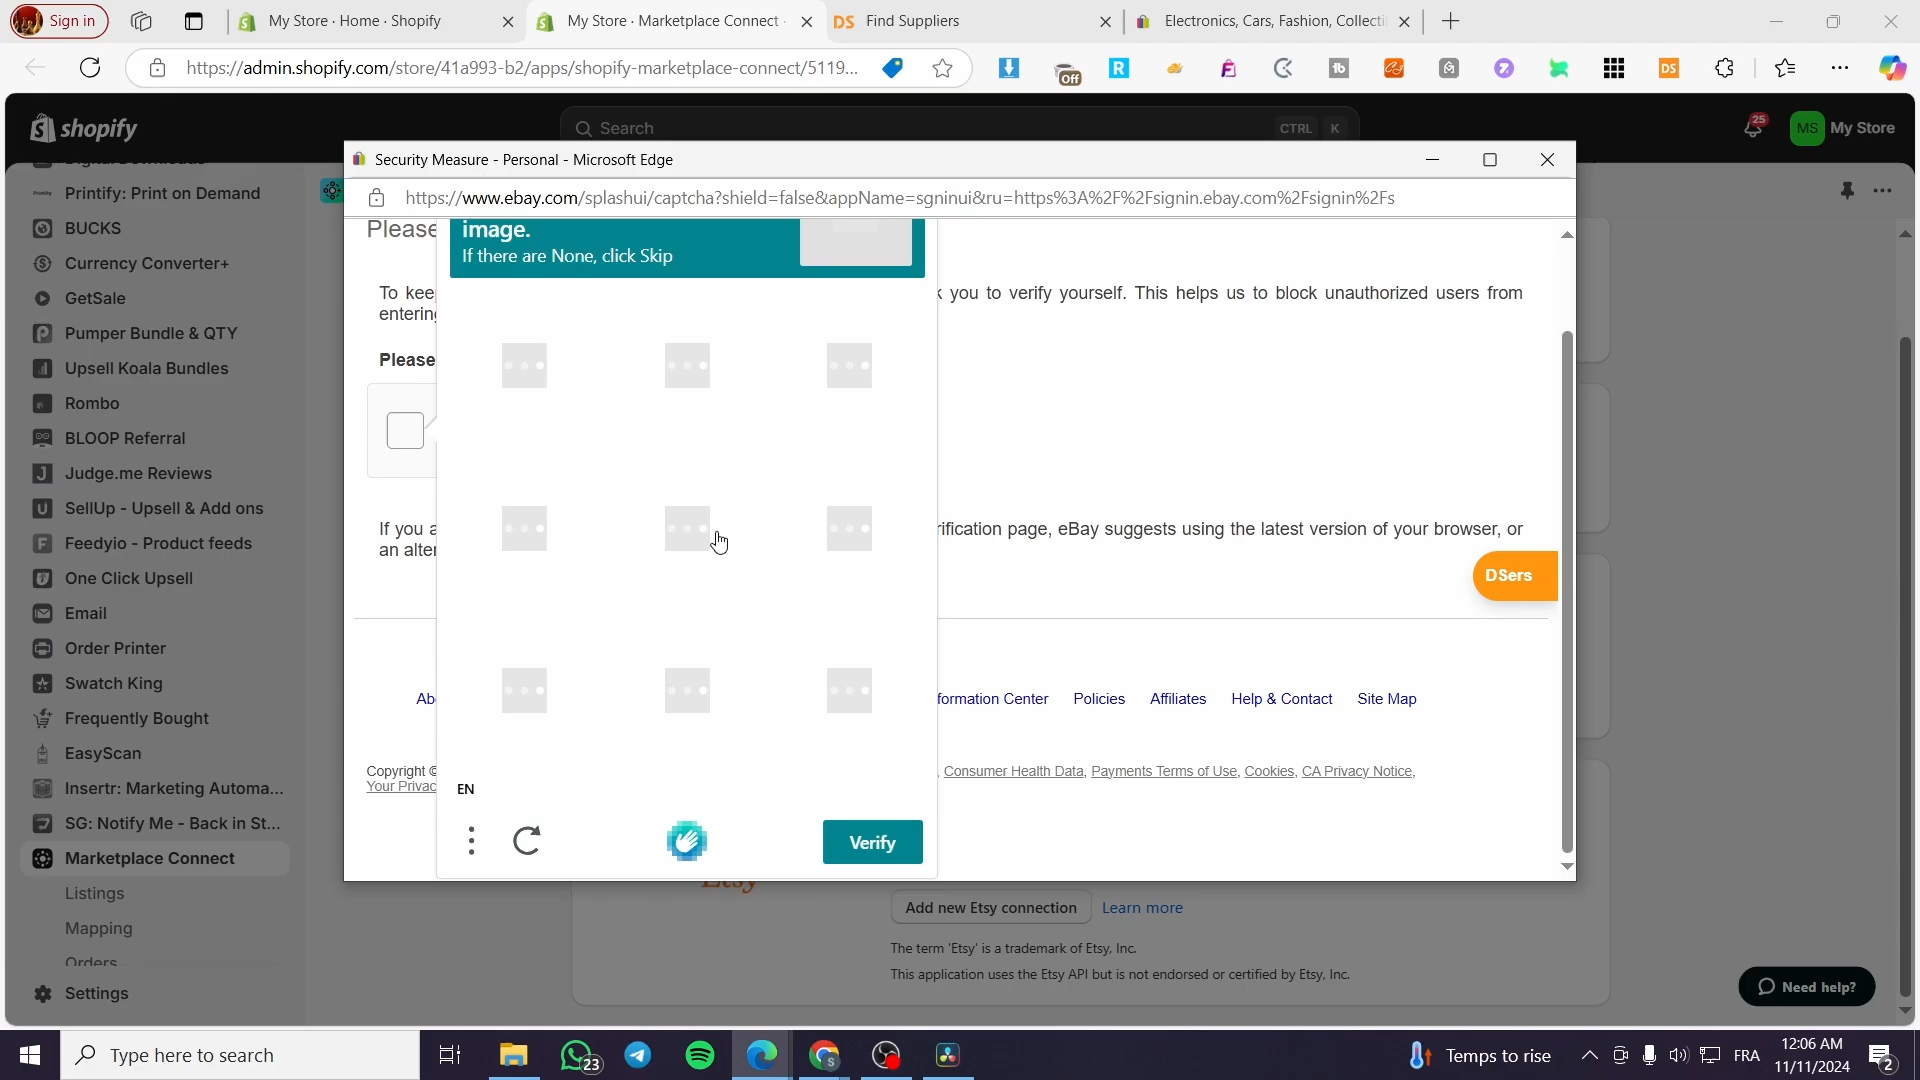 Sign in
My Store · Home · Shopify
My Store · Marketplace Connect ·
DS Find Suppliers
Electronics, Cars, Fashion, Collecti
https://admin.shopify.com/store/41a993-b2/apps/shopify-marketplace-connect/5119...
Off
DS
shopify
Search
CTRL K
25
MS My Store
Security Measure - Personal - Microsoft Edge
https://www.ebay.com/splashui/captcha?shield=false&appName=sgninui&ru=https%3A%2F%2Fsignin.ebay.com%2Fsignin%2Fs
Printify: Print on Demand
BUCKS
Currency Converter+
GetSale
Pumper Bundle & QTY
Upsell Koala Bundles
Rombo
BLOOP Referral
Judge.me Reviews
SellUp - Upsell & Add ons
Feedyio - Product feeds
One Click Upsell
Email
Order Printer
Swatch King
Frequently Bought
EasyScan
Insertr: Marketing Automa...
SG: Notify Me - Back in St...
Marketplace Connect
Listings
Mapping
Orders
Settings
Please
image.
If there are None, click Skip
To kee
k you to verify yourself. This helps us to block unauthorized users from
entering
Please
If you a
rification page, eBay suggests using the latest version of your browser, or
an alter
DSers
Ab
formation Center Policies Affiliates Help & Contact Site Map
Copyright ©
, Consumer Health Data, Payments Terms of Use, Cookies, CA Privacy Notice,
Your Privac
EN
Verify
Etsy
Add new Etsy connection Learn more
The term 'Etsy' is a trademark of Etsy, Inc.
This application uses the Etsy API but is not endorsed or certified by Etsy, Inc.
Need help?
Type here to search
23
Temps to rise
FRA
12:06 AM
11/11/2024
2